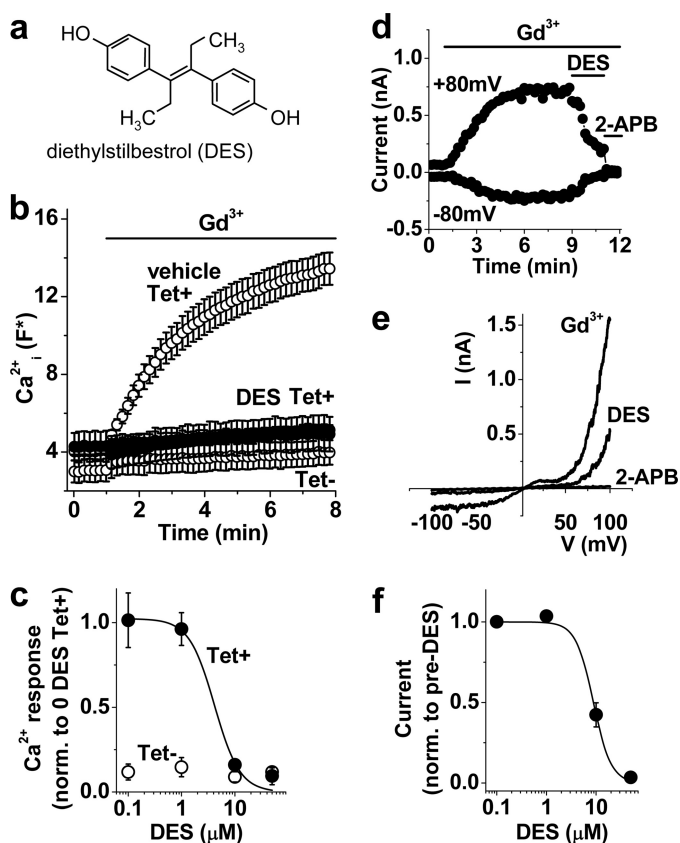 a
HO
CH₃
H₃C
OH
diethylstilbestrol (DES)
b
Gd³⁺
vehicle
Tet+
DES Tet+
Tet-
16
12
8
4
Ca²⁺ᵢ (F*)
0 2 4 6 8
Time (min)
c
Tet+
Tet-
1.0
0.5
0.0
Ca²⁺ response
(norm. to 0 DES Tet+)
0.1 1 10
DES (μM)
d
Gd³⁺
DES
+80mV
2-APB
-80mV
1.0
0.5
0.0
-0.5
Current (nA)
0 3 6 9 12
Time (min)
e
1.5
Gd³⁺
1.0
DES
0.5
2-APB
I (nA)
-100 -50 50 100
V (mV)
f
1.0
0.5
0.0
Current
(norm. to pre-DES)
0.1 1 10
DES (μM)